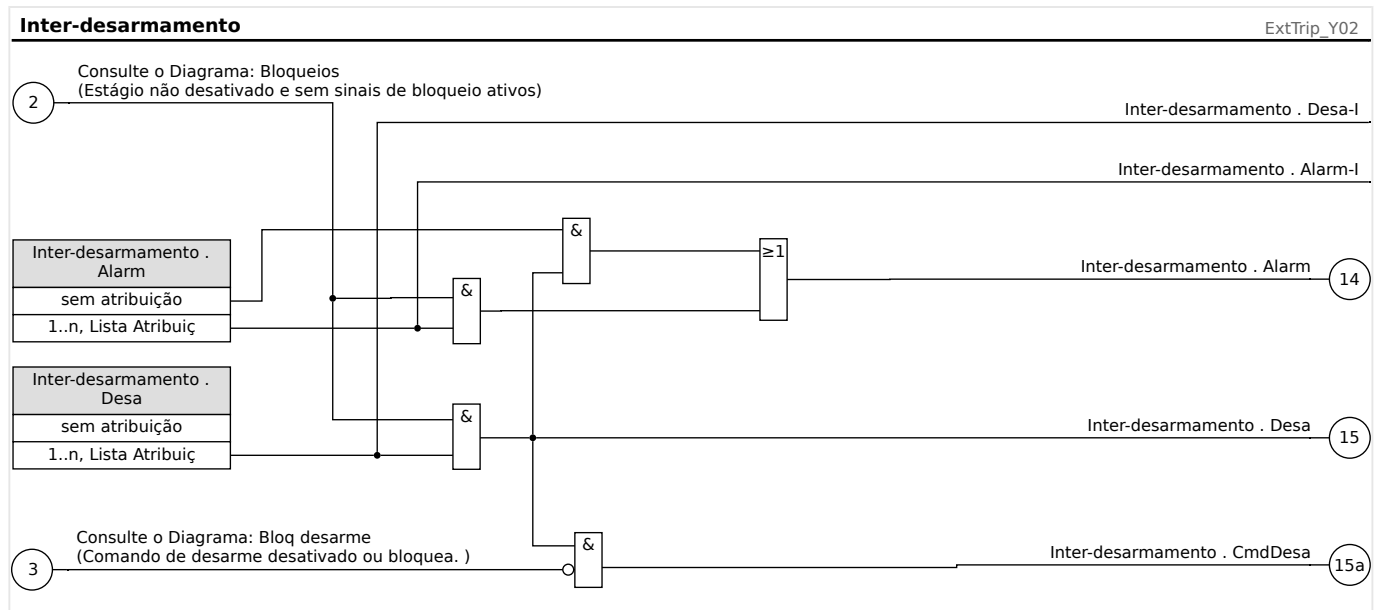 Inter-desarmamento
ExtTrip_Y02
Consulte o Diagrama: Bloqueios
(Estágio não desativado e sem sinais de bloqueio ativos)
2
Inter-desarmamento . Desa-I
Inter-desarmamento . Alarm-I
&
Inter-desarmamento .
Alarm
sem atribuição
1..n, Lista Atribuiç
&
≥1
Inter-desarmamento . Alarm
14
Inter-desarmamento .
Desa
sem atribuição
1..n, Lista Atribuiç
&
Inter-desarmamento . Desa
15
Consulte o Diagrama: Bloq desarme
(Comando de desarme desativado ou bloquea. )
3
&
Inter-desarmamento . CmdDesa
15a